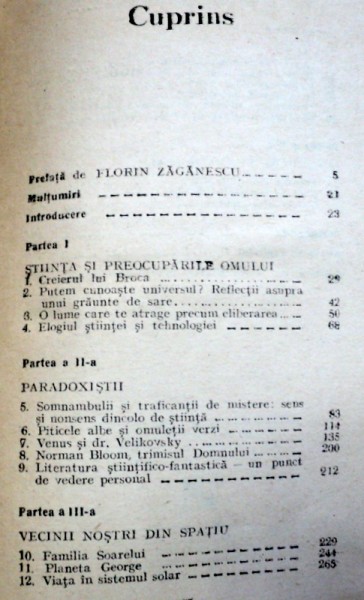 Cuprins
Prefață de FLORIN ZĂGĂNESCU 5
Mulțumiri 21
Introducere 23
Partea I
ȘTIINȚA ȘI PREOCUPĂRILE OMULUI
1. Creierul lui Broca 29
2. Putem cunoaște universul? Reflecții asupra
unui grăunte de sare 42
3. O lume care te atrage precum eliberarea 50
4. Elogiul științei și tehnologiei 68
Partea a II-a
PARADOXIȘTII
5. Somnambulii și traficanții de mistere: sens
și nonsens dincolo de știință 83
6. Piticele albe și omuleții verzi 114
7. Venus și dr. Velikovsky 135
8. Norman Bloom, trimisul Domnului 200
9. Literatura științifico-fantastică — un punct
de vedere personal 212
Partea a III-a
VECINII NOȘTRI DIN SPAȚIU
10. Familia Soarelui 229
11. Planeta George 244
12. Viața în sistemul solar 265